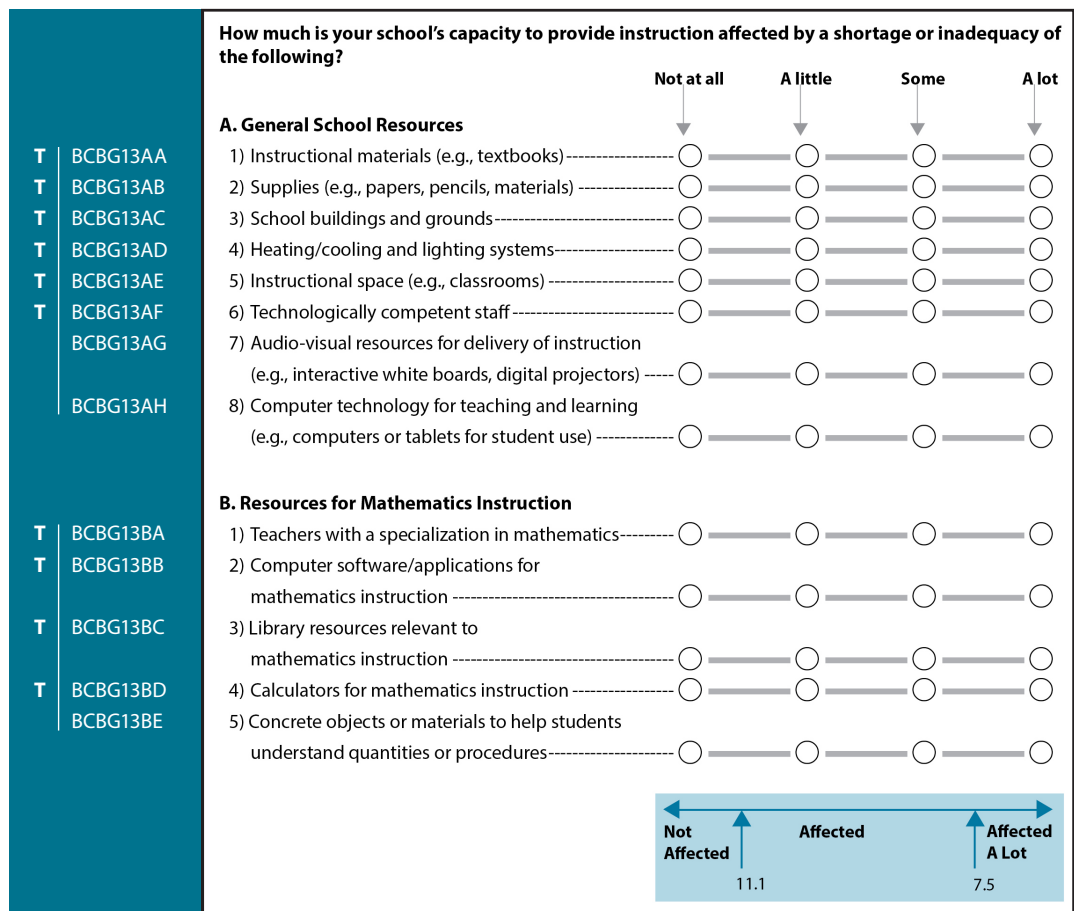 How much is your school's capacity to provide instruction affected by a shortage or inadequacy of
the following?
Not at all A little Some A lot
A. General School Resources
T BCBG13AA 1) Instructional materials (e.g., textbooks)
T BCBG13AB 2) Supplies (e.g., papers, pencils, materials)
T BCBG13AC 3) School buildings and grounds
T BCBG13AD 4) Heating/cooling and lighting systems
T BCBG13AE 5) Instructional space (e.g., classrooms)
T BCBG13AF 6) Technologically competent staff
BCBG13AG 7) Audio-visual resources for delivery of instruction
(e.g., interactive white boards, digital projectors)
BCBG13AH 8) Computer technology for teaching and learning
(e.g., computers or tablets for student use)
B. Resources for Mathematics Instruction
T BCBG13BA 1) Teachers with a specialization in mathematics
T BCBG13BB 2) Computer software/applications for
mathematics instruction
T BCBG13BC 3) Library resources relevant to
mathematics instruction
T BCBG13BD 4) Calculators for mathematics instruction
BCBG13BE 5) Concrete objects or materials to help students
understand quantities or procedures
Not Affected Affected
Affected A Lot
11.1 7.5